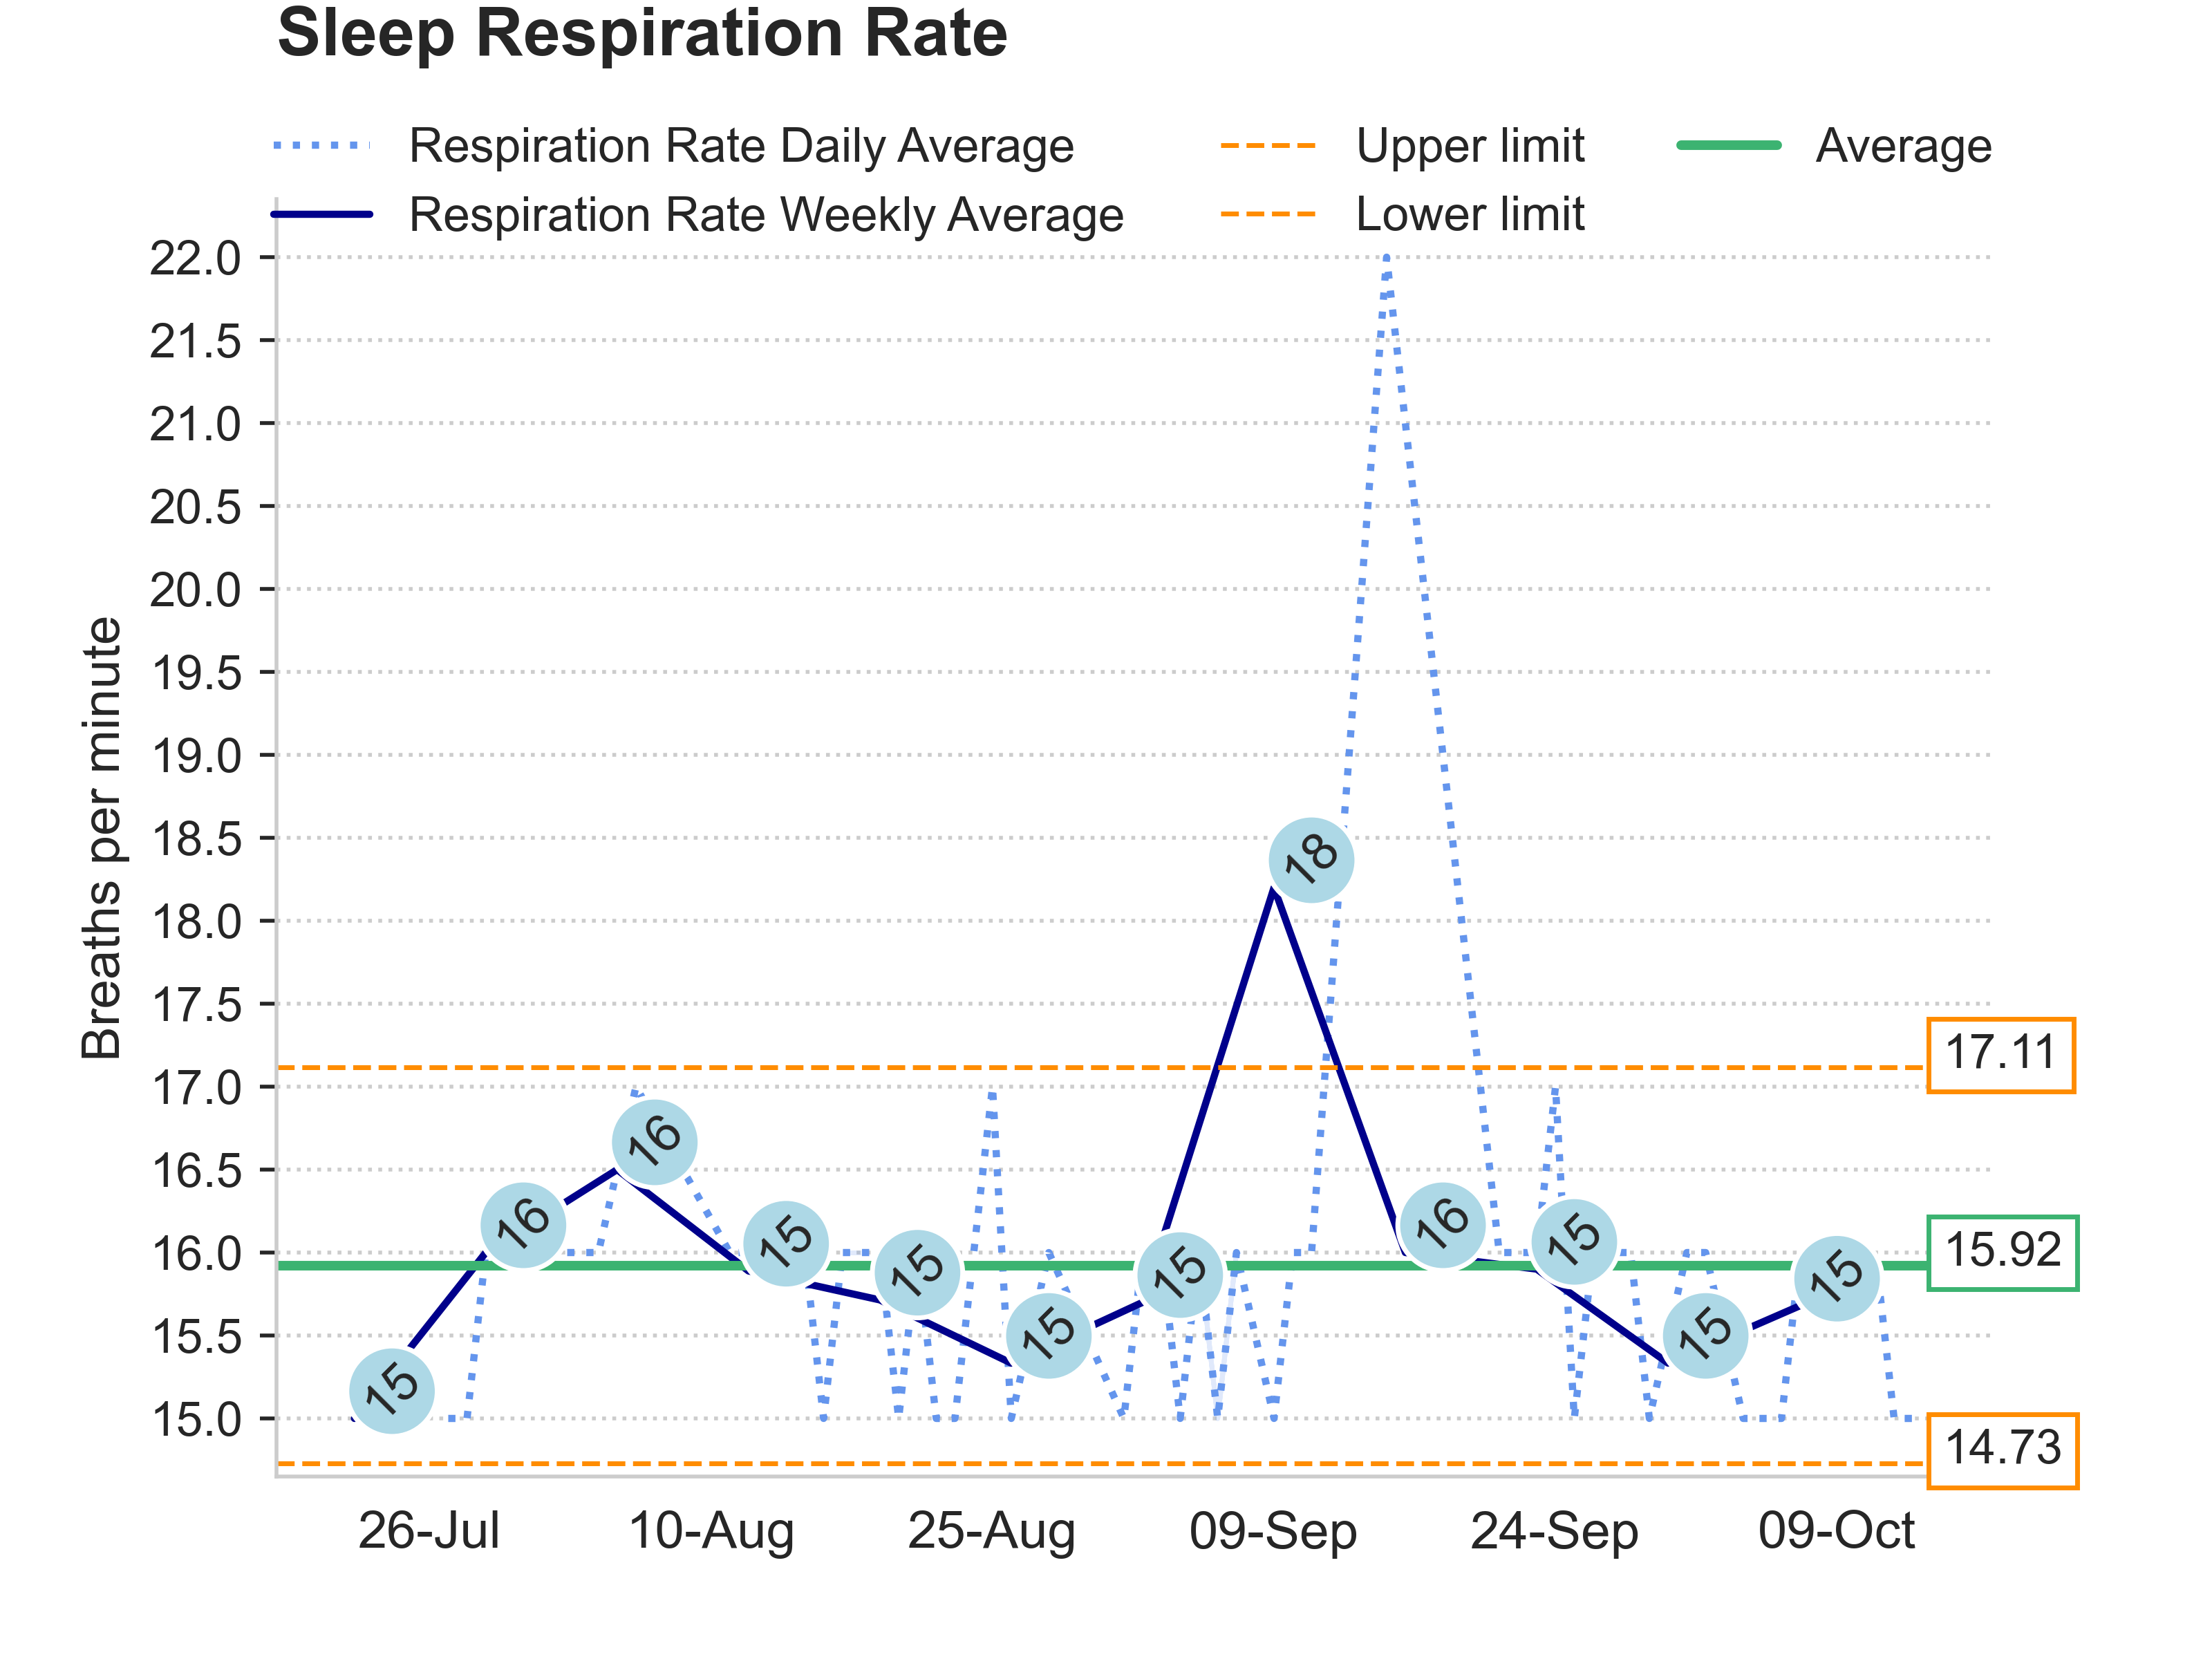 Sleep Respiration Rate
Respiration Rate Daily Average
Respiration Rate Weekly Average
Upper limit
Lower limit
Average
Breaths per minute
22.0
21.5
21.0
20.5
20.0
19.5
19.0
18.5
18.0
17.5
17.0
16.5
16.0
15.5
15.0
15
16
16
15
15
15
15
18
16
15
15
15
17.11
15.92
14.73
26-Jul
10-Aug
25-Aug
09-Sep
24-Sep
09-Oct